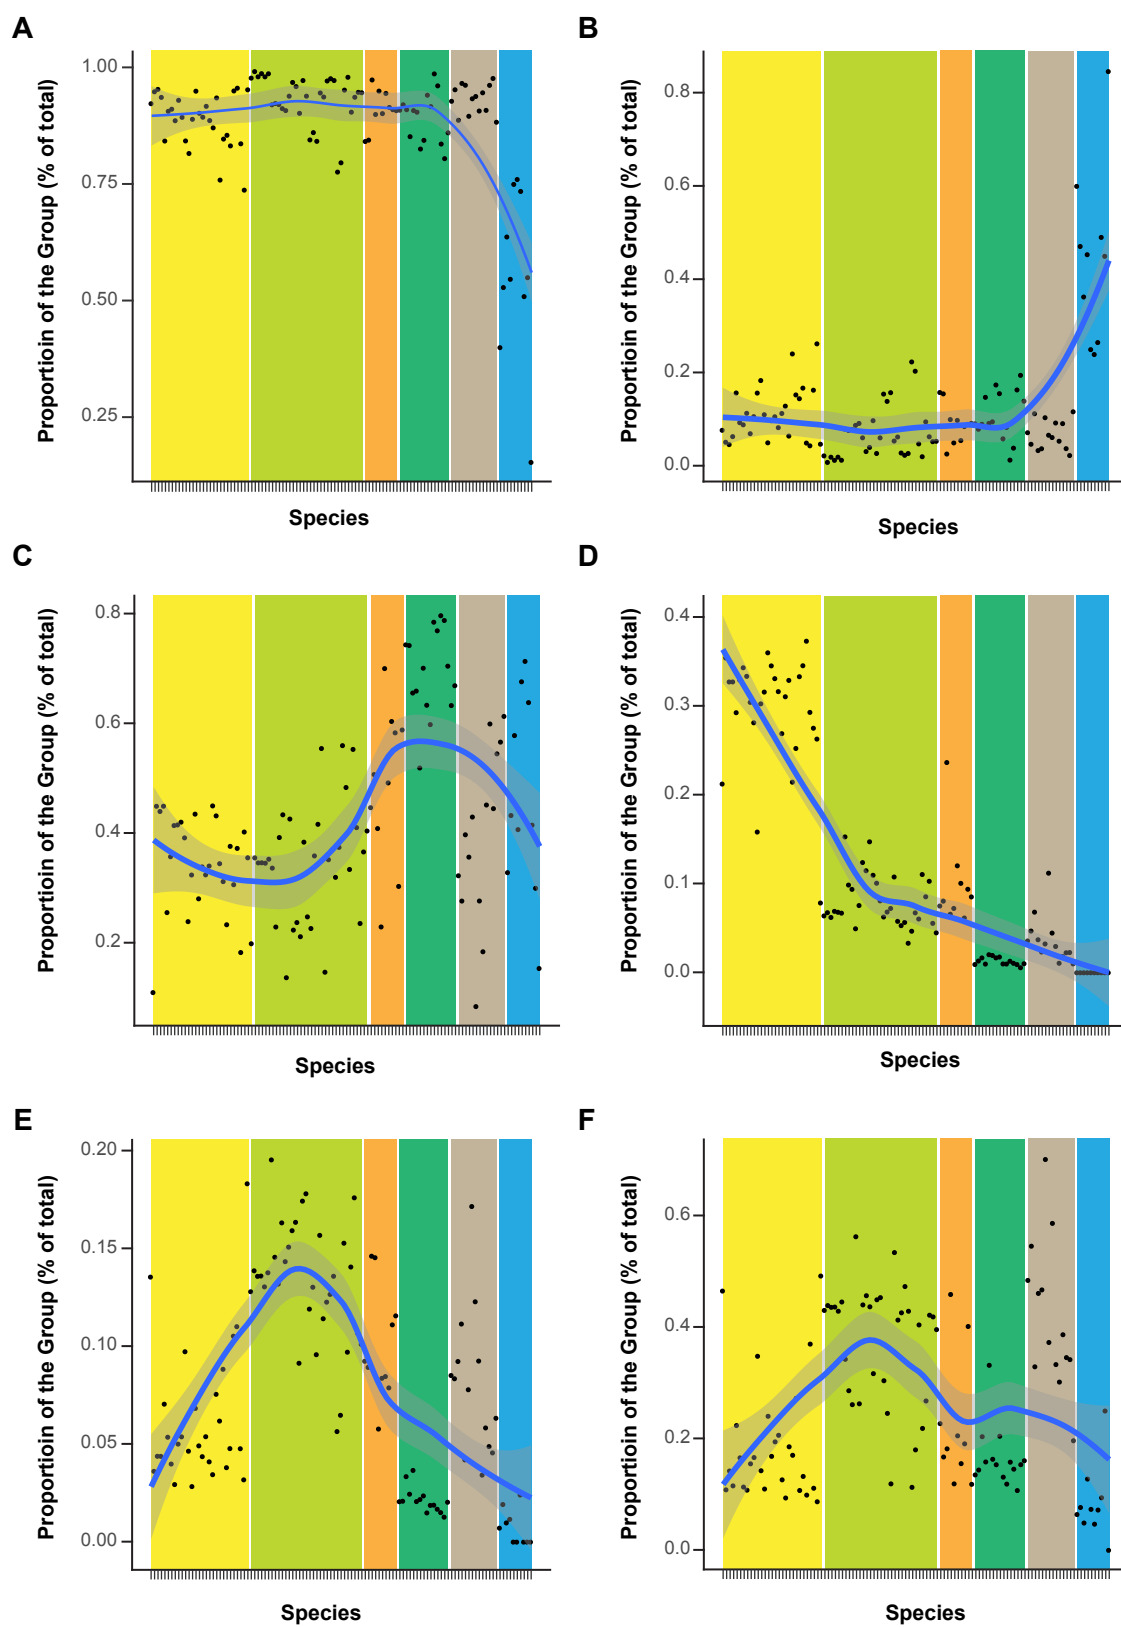 A
B
Proportioin of the Group (% of total)
1.00
0.75
0.50
0.25
Species
Proportioin of the Group (% of total)
0.8
0.6
0.4
0.2
0.0
Species
C
D
Proportioin of the Group (% of total)
0.8
0.6
0.4
0.2
Species
Proportioin of the Group (% of total)
0.4
0.3
0.2
0.1
0.0
Species
E
F
Proportioin of the Group (% of total)
0.20
0.15
0.10
0.05
0.00
Species
Proportioin of the Group (% of total)
0.6
0.4
0.2
0.0
Species